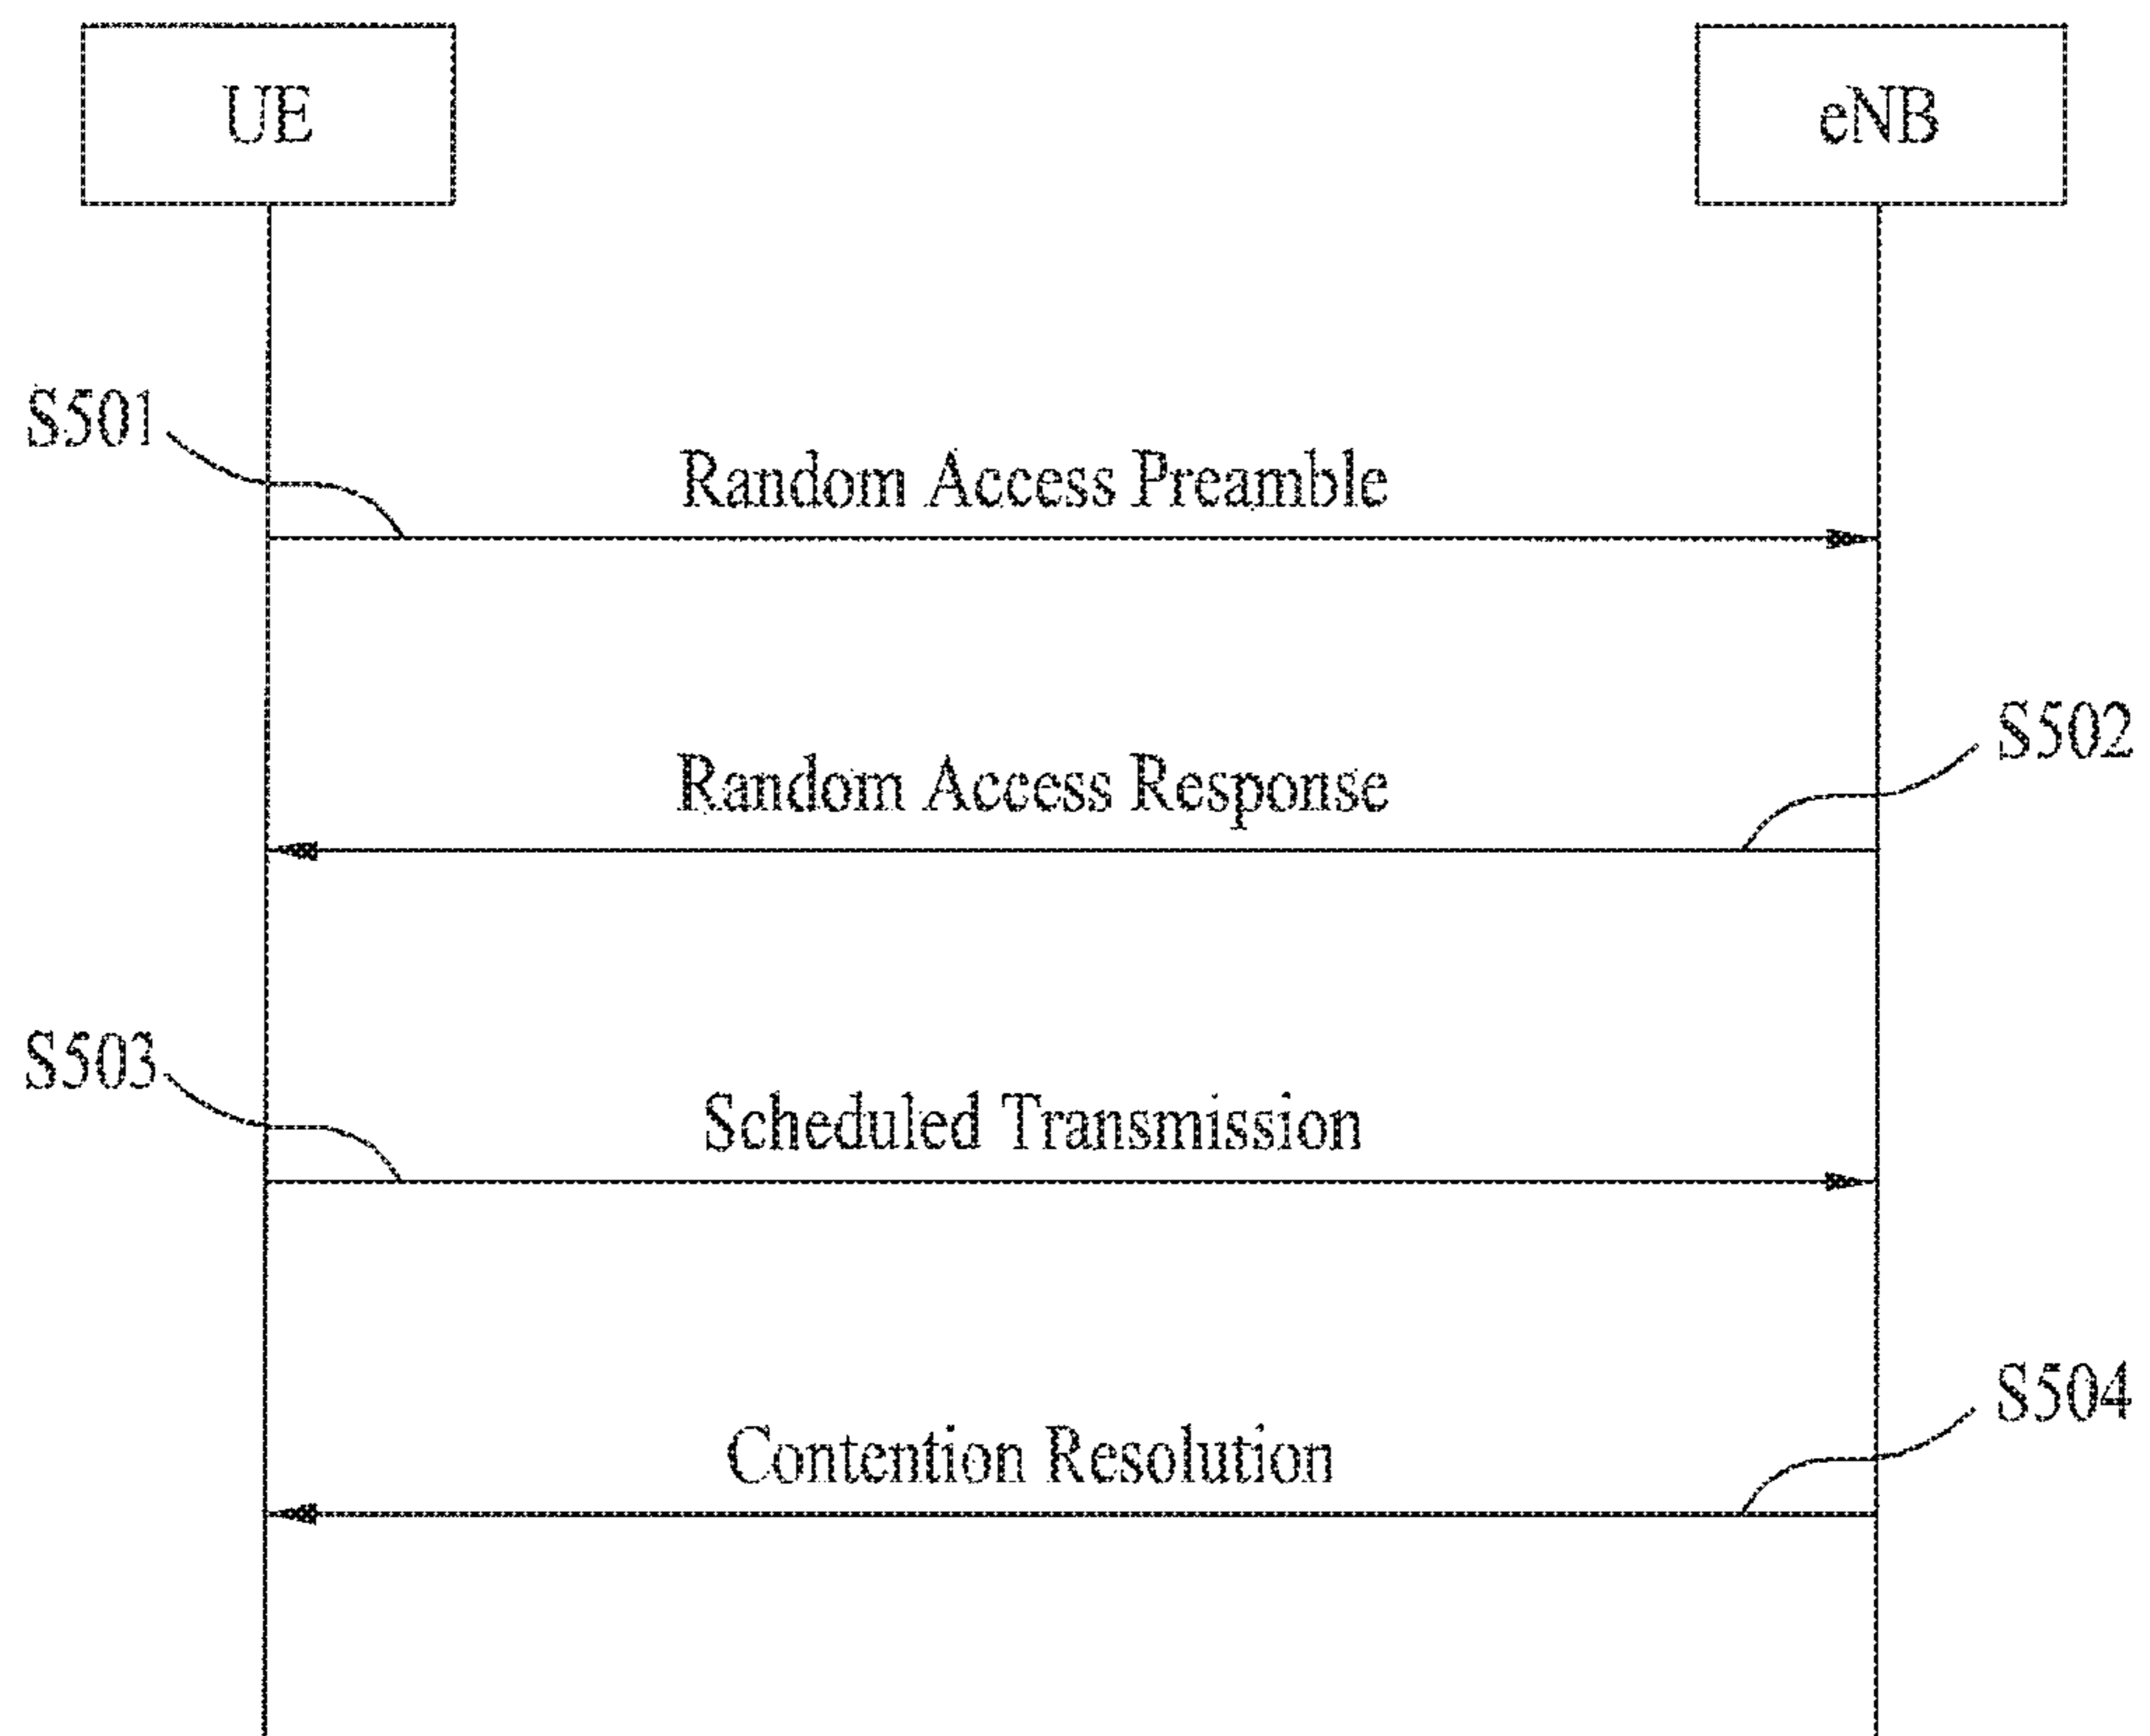 UE
eNB
S501
Random Access Preamble
S502
Random Access Response
S503
Scheduled Transmission
S504
Contention Resolution